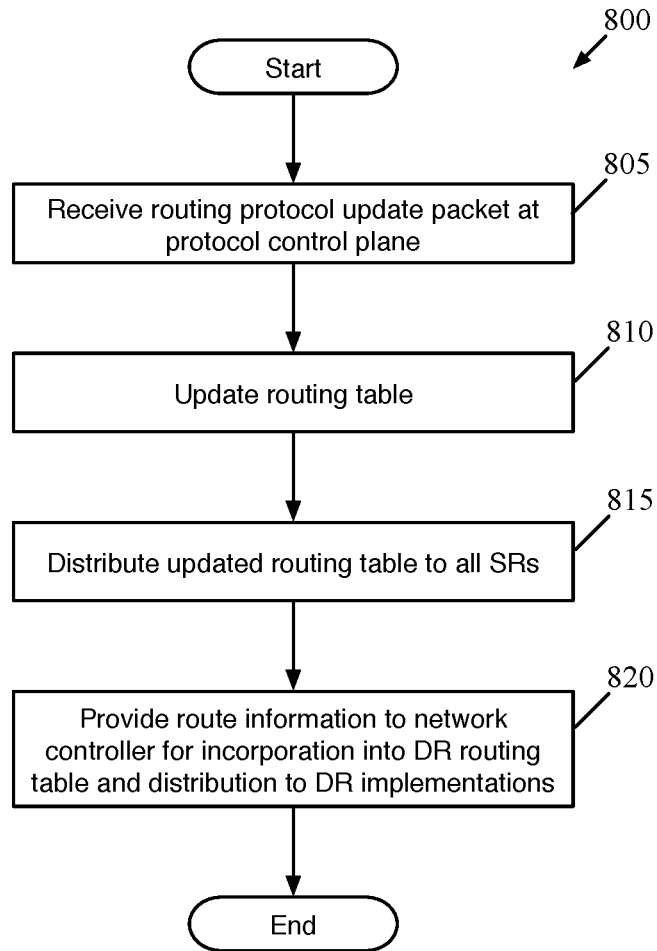 800
Start
805
Receive routing protocol update packet at
protocol control plane
810
Update routing table
815
Distribute updated routing table to all SRs
820
Provide route information to network
controller for incorporation into DR routing
table and distribution to DR implementations
End